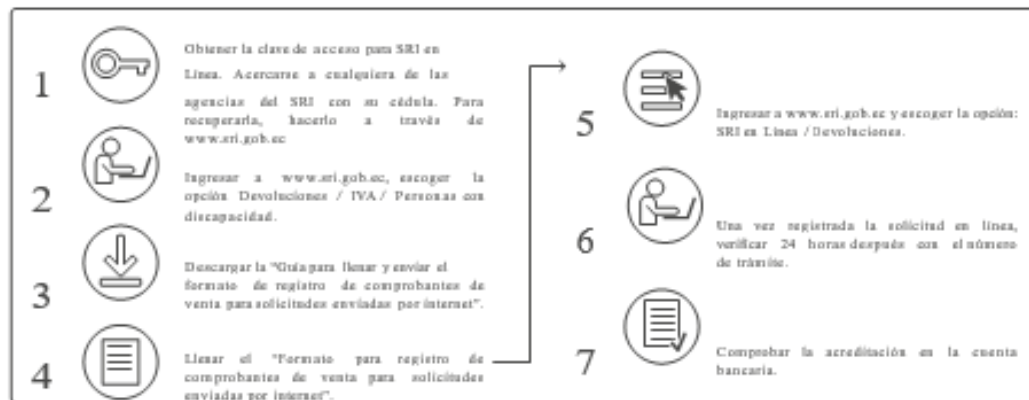 1
Obtener la clave de acceso para SRI en
Línea. Acercarse a cualquiera de las
agencias del SRI con su cédula. Para
recuperarla, hacerlo a través de
www.sri.gob.ec
2
Ingresar a www.sri.gob.ec, escoger la
opción Devoluciones / IVA / Personas con
discapacidad.
3
Descargar la "Guía para llenar y enviar el
formato de registro de comprobantes de
venta para solicitudes enviadas por internet".
4
Llenar el "Formato para registro de
comprobantes de venta para solicitudes
enviadas por internet".
5
Ingresar a www.sri.gob.ec y escoger la opción:
SRI en Línea / Devoluciones.
6
Una vez registrada la solicitud en línea,
verificar 24 horas después con el número
de trámite.
7
Comprobar la acreditación en la cuenta
bancaria.